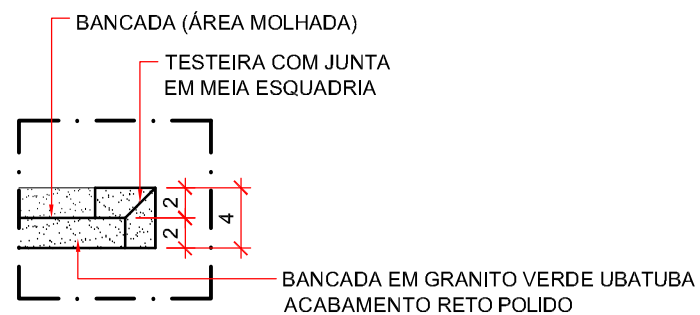 BANCADA (ÁREA MOLHADA)
TESTEIRA COM JUNTA
EM MEIA ESQUADRIA
2
2
4
BANCADA EM GRANITO VERDE UBATUBA
ACABAMENTO RETO POLIDO